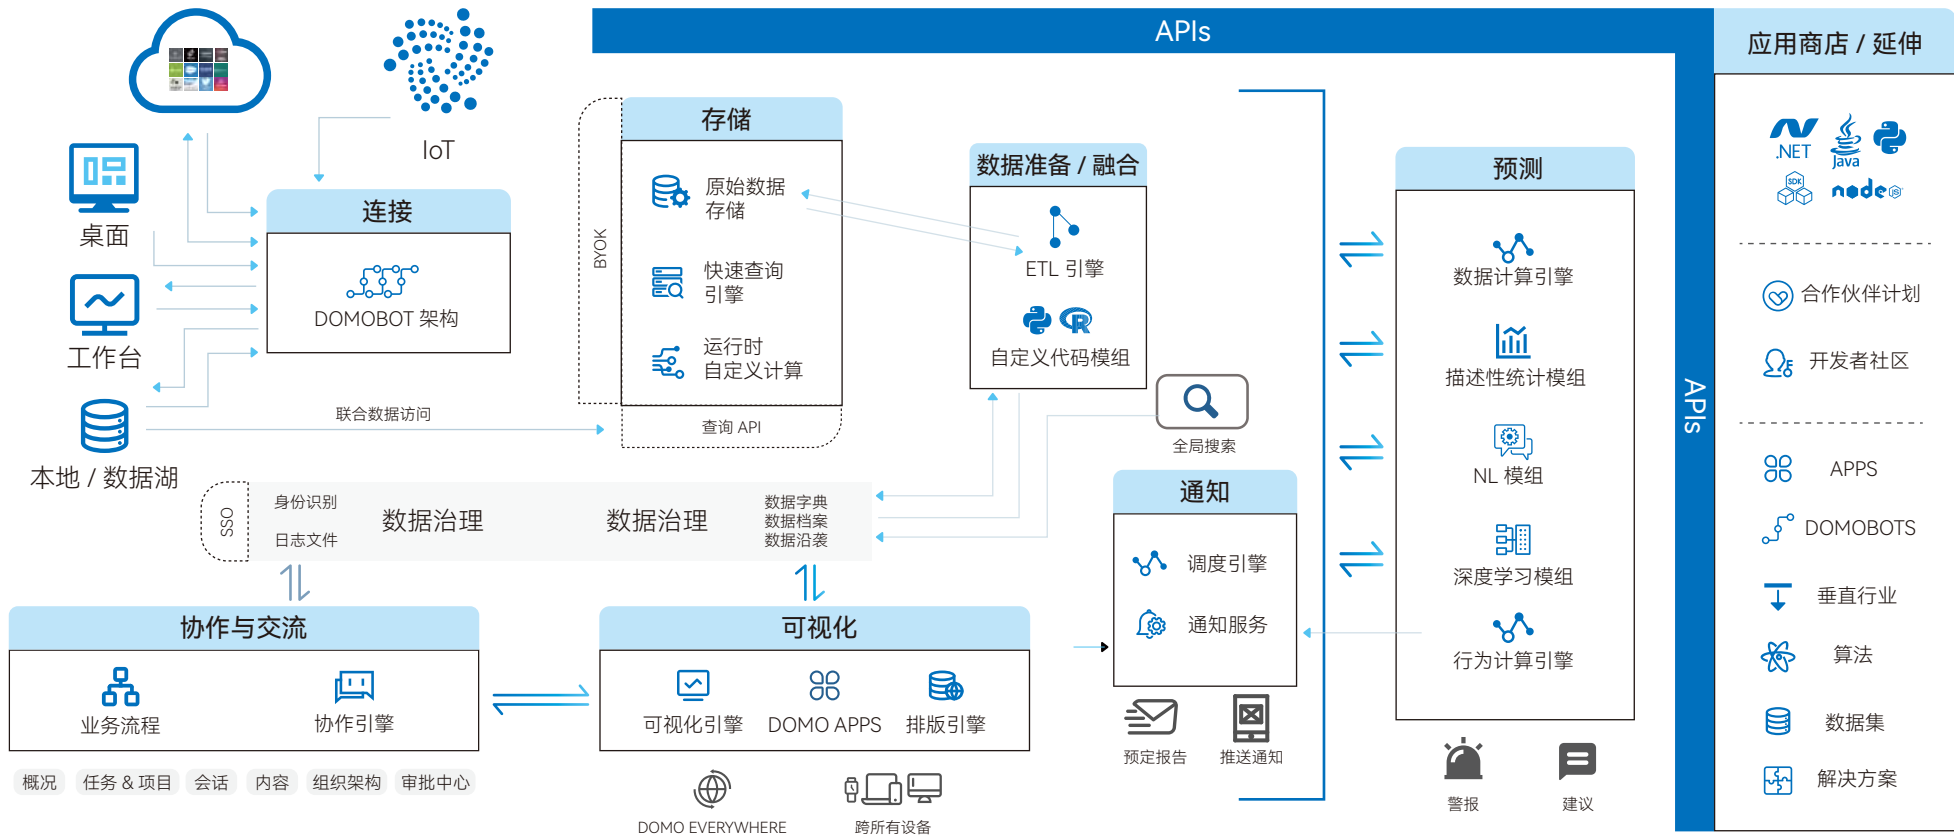 APIs
应用商店 / 延伸
IoT
桌面
工作台
本地 / 数据湖
连接
DOMOBOT 架构
联合数据访问
BYOK
存储
原始数据
存储
快速查询
引擎
运行时
自定义计算
查询 API
数据准备 / 融合
ETL 引擎
自定义代码模组
全局搜索
SSO
身份识别
日志文件
数据治理
数据治理
数据字典
数据档案
数据沿袭
协作与交流
业务流程
协作引擎
概况
任务 & 项目
会话
内容
组织架构
审批中心
可视化
可视化引擎
DOMO APPS
排版引擎
DOMO EVERYWHERE
跨所有设备
通知
调度引擎
通知服务
预定报告
推送通知
预测
数据计算引擎
描述性统计模组
NL 模组
深度学习模组
行为计算引擎
警报
建议
APIs
.NET
Java
SDK
node JS
合作伙伴计划
开发者社区
APPS
DOMOBOTS
垂直行业
算法
数据集
解决方案